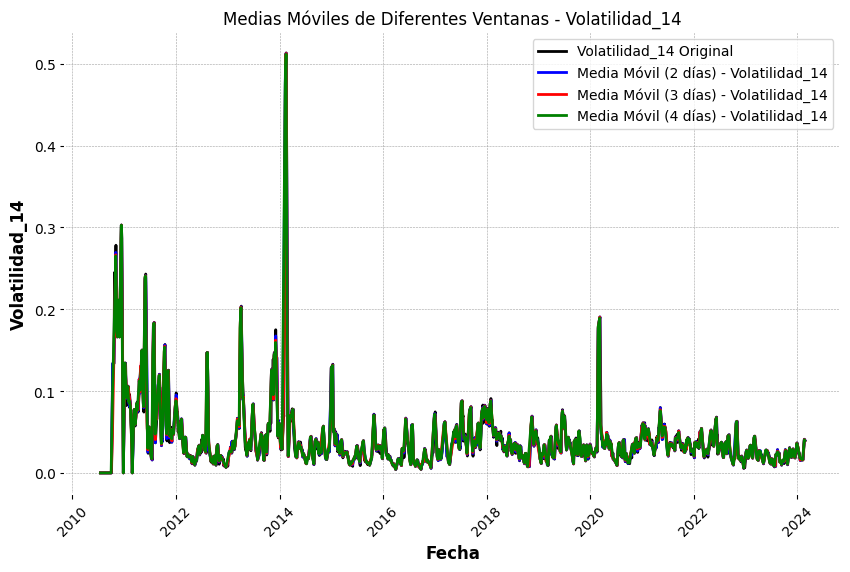 Medias Móviles de Diferentes Ventanas - Volatilidad_14
Volatilidad_14 Original
Media Móvil (2 días) - Volatilidad_14
Media Móvil (3 días) - Volatilidad_14
Media Móvil (4 días) - Volatilidad_14
Volatilidad_14
0.5
0.4
0.3
0.2
0.1
0.0
2010
2012
2014
2016
2018
2020
2022
2024
Fecha